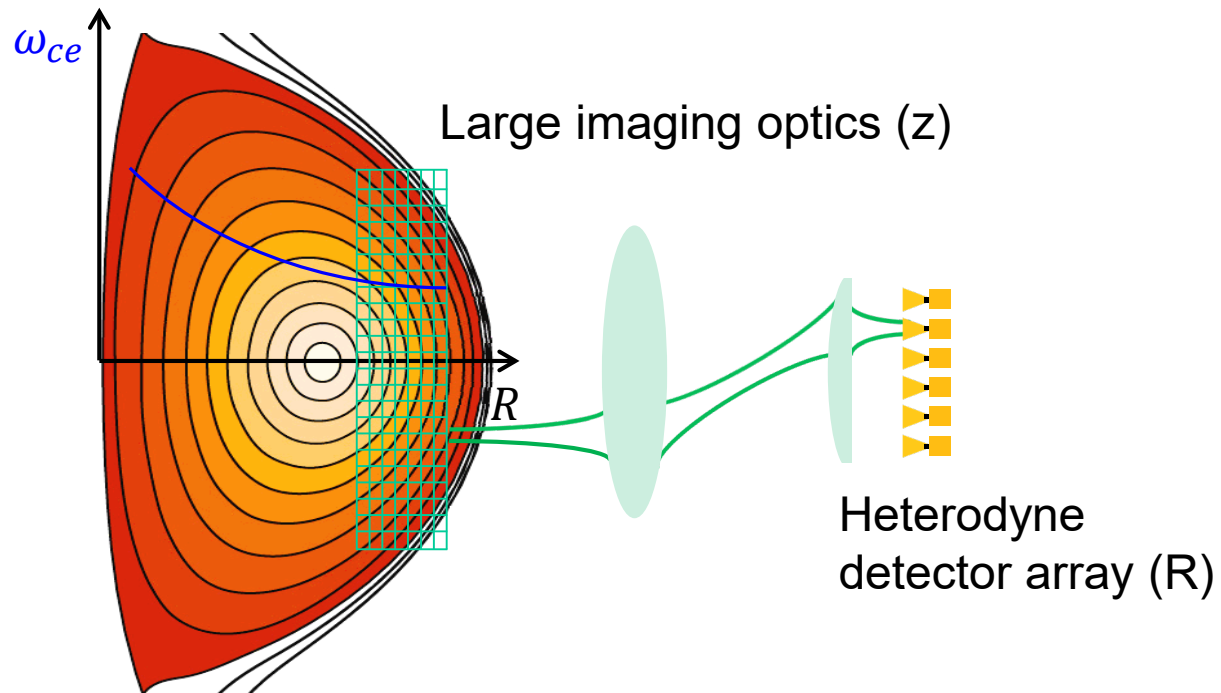 ω_ce
Large imaging optics (z)
R
Heterodyne
detector array (R)